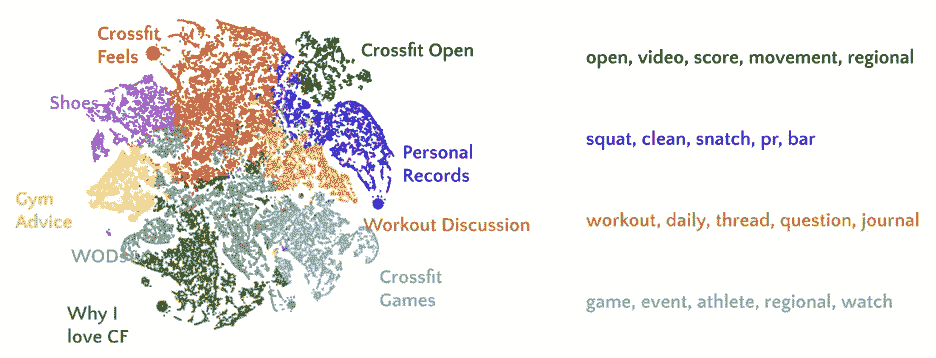 Crossfit
Feels
Crossfit Open
open, video, score, movement, regional
Shoes
squat, clean, snatch, pr, bar
Personal
Records
Gym
Advice
Workout Discussion
workout, daily, thread, question, journal
WODs
Crossfit
Games
game, event, athlete, regional, watch
Why I
love CF